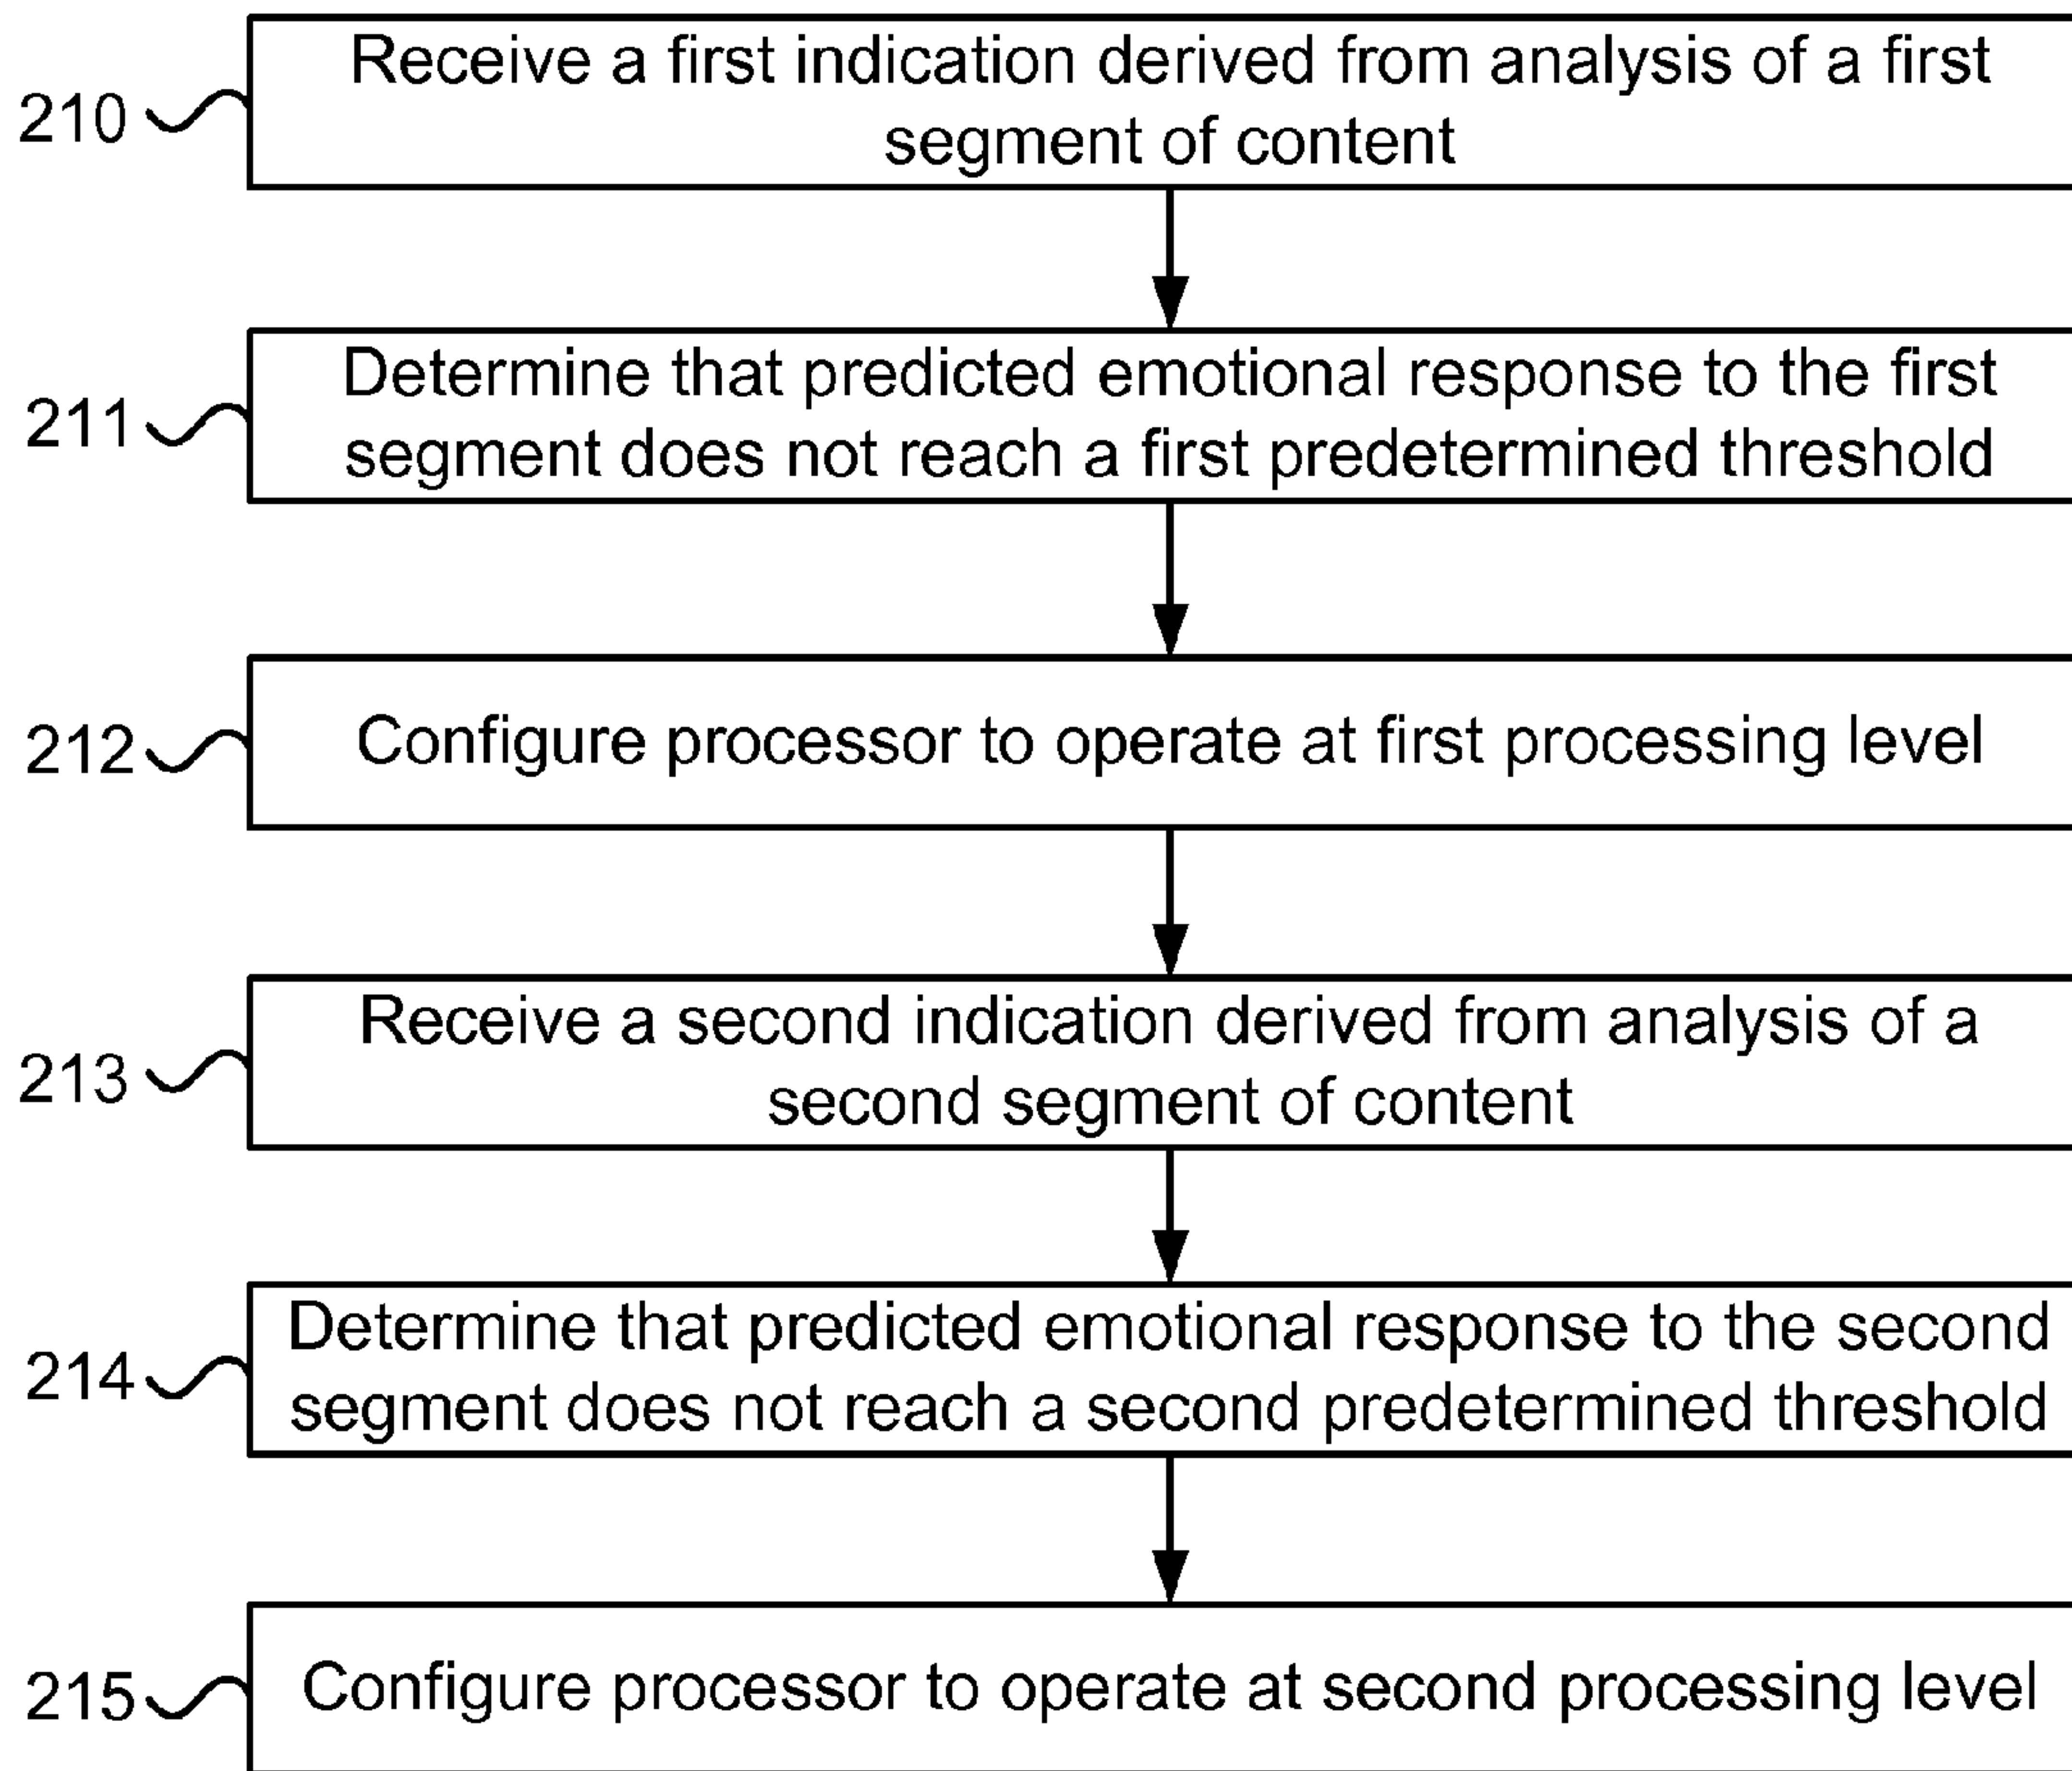 210
Receive a first indication derived from analysis of a first
segment of content
211
Determine that predicted emotional response to the first
segment does not reach a first predetermined threshold
212
Configure processor to operate at first processing level
213
Receive a second indication derived from analysis of a
second segment of content
214
Determine that predicted emotional response to the second
segment does not reach a second predetermined threshold
215
Configure processor to operate at second processing level